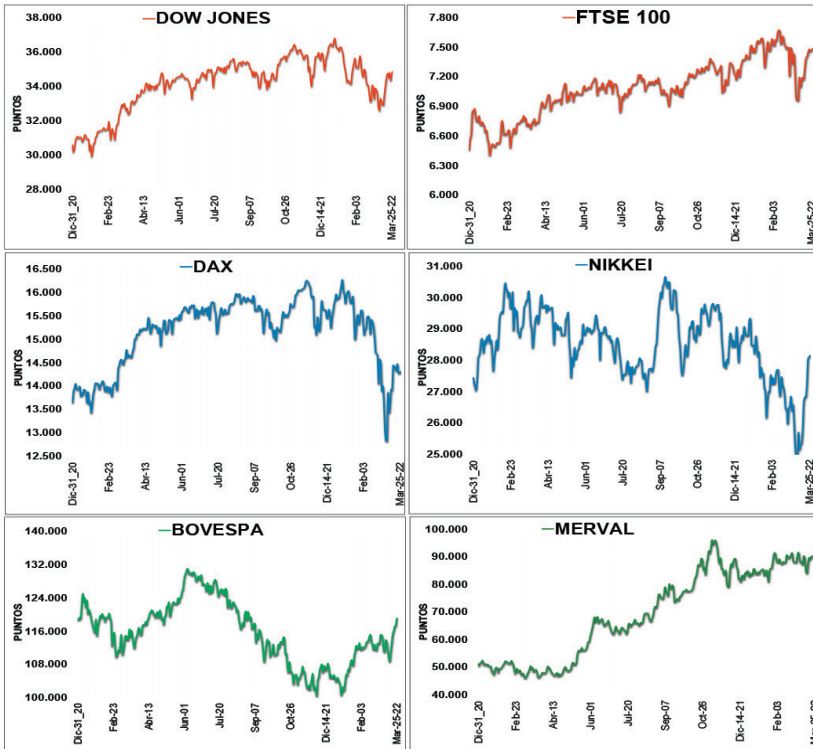 DOW JONES
PUNTOS
38.000
36.000
34.000
32.000
30.000
28.000
Dic-31_20
Feb-23
Abr-13
Jun-01
Jul-20
Sep-07
Oct-26
Dic-14-21
Feb-03
Mar-25-22
FTSE 100
PUNTOS
7.800
7.500
7.200
6.900
6.600
6.300
6.000
Dic-31_20
Feb-23
Abr-13
Jun-01
Jul-20
Sep-07
Oct-26
Dic-14-21
Feb-03
Mar-25-22
DAX
PUNTOS
16.500
16.000
15.500
15.000
14.500
14.000
13.500
13.000
12.500
Dic-31_20
Feb-23
Abr-13
Jun-01
Jul-20
Sep-07
Oct-26
Dic-14-21
Feb-03
Mar-25-22
NIKKEI
PUNTOS
31.000
30.000
29.000
28.000
27.000
26.000
25.000
Dic-31_20
Feb-23
Abr-13
Jun-01
Jul-20
Sep-07
Oct-26
Dic-14-21
Feb-03
Mar-25-22
BOVESPA
PUNTOS
140.000
132.000
124.000
116.000
108.000
100.000
Dic-31_20
Feb-23
Abr-13
Jun-01
Jul-20
Sep-07
Oct-26
Dic-14-21
Feb-03
Mar-25-22
MERVAL
PUNTOS
100.000
90.000
80.000
70.000
60.000
50.000
40.000
Dic-31_20
Feb-23
Abr-13
Jun-01
Jul-20
Sep-07
Oct-26
Dic-14-21
Feb-03
Mar-25-22